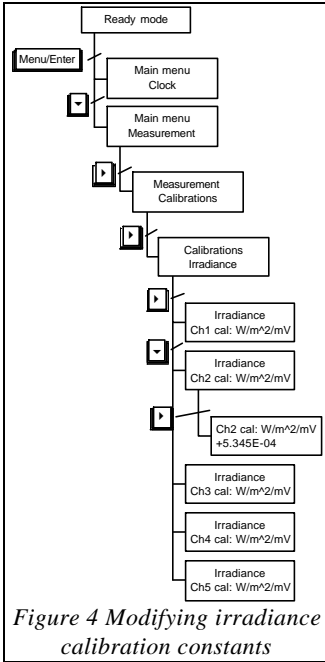 Ready mode
Menu/Enter
Main menu
Clock
Main menu
Measurement
Measurement
Calibrations
Calibrations
Irradiance
Irradiance
Ch1 cal: W/m^2/mV
Irradiance
Ch2 cal: W/m^2/mV
Ch2 cal: W/m^2/mV
+5.345E-04
Irradiance
Ch3 cal: W/m^2/mV
Irradiance
Ch4 cal: W/m^2/mV
Irradiance
Ch5 cal: W/m^2/mV
Figure 4 Modifying irradiance
calibration constants